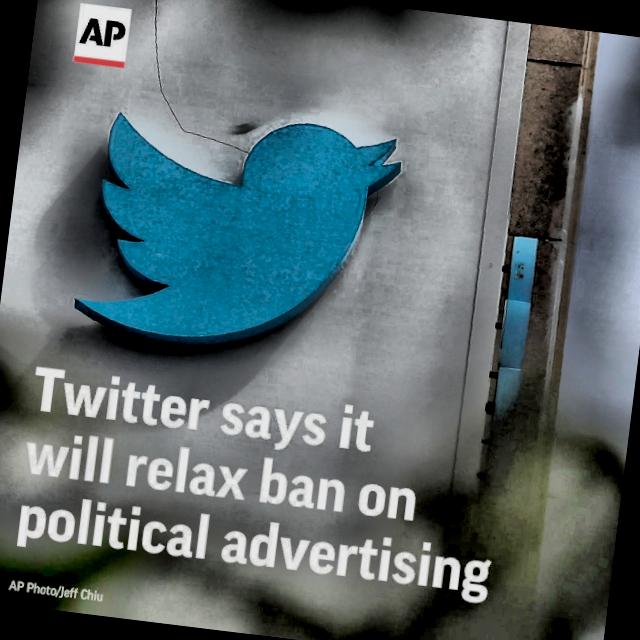 AP
Twitter says it
will relax ban on
political advertising
AP Photo/Jeff Chiu